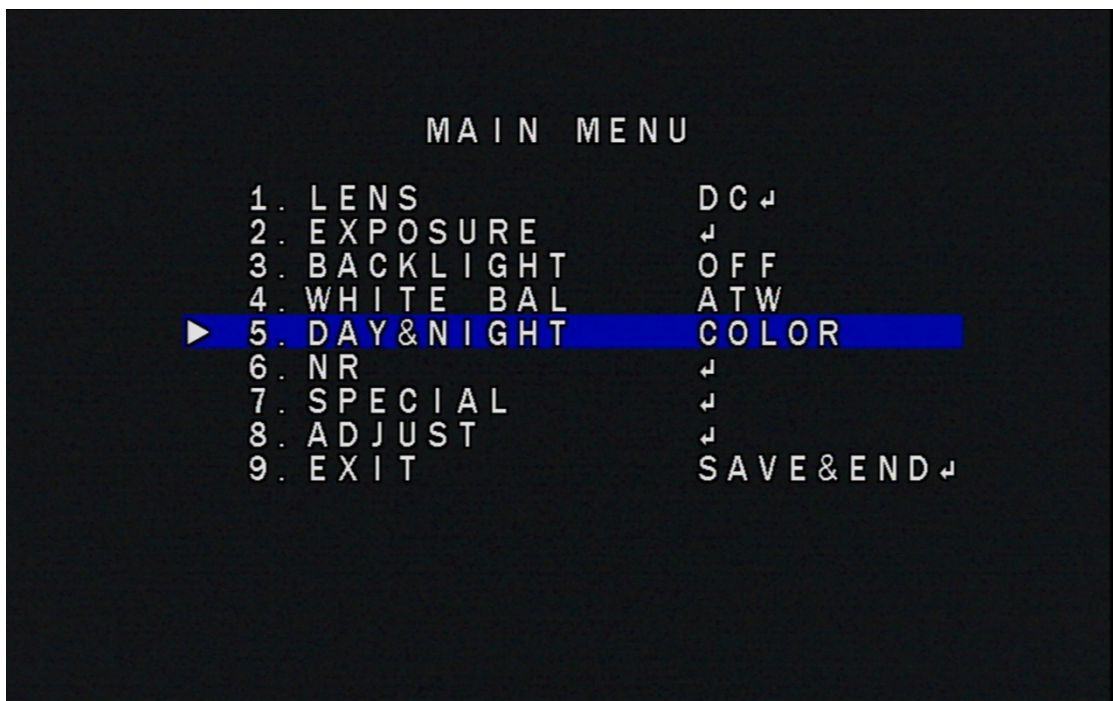 MAIN MENU
1. LENS DC↲
2. EXPOSURE ↲
3. BACKLIGHT OFF
4. WHITE BAL ATW
5. DAY&NIGHT COLOR
6. NR ↲
7. SPECIAL ↲
8. ADJUST ↲
9. EXIT SAVE&END↲